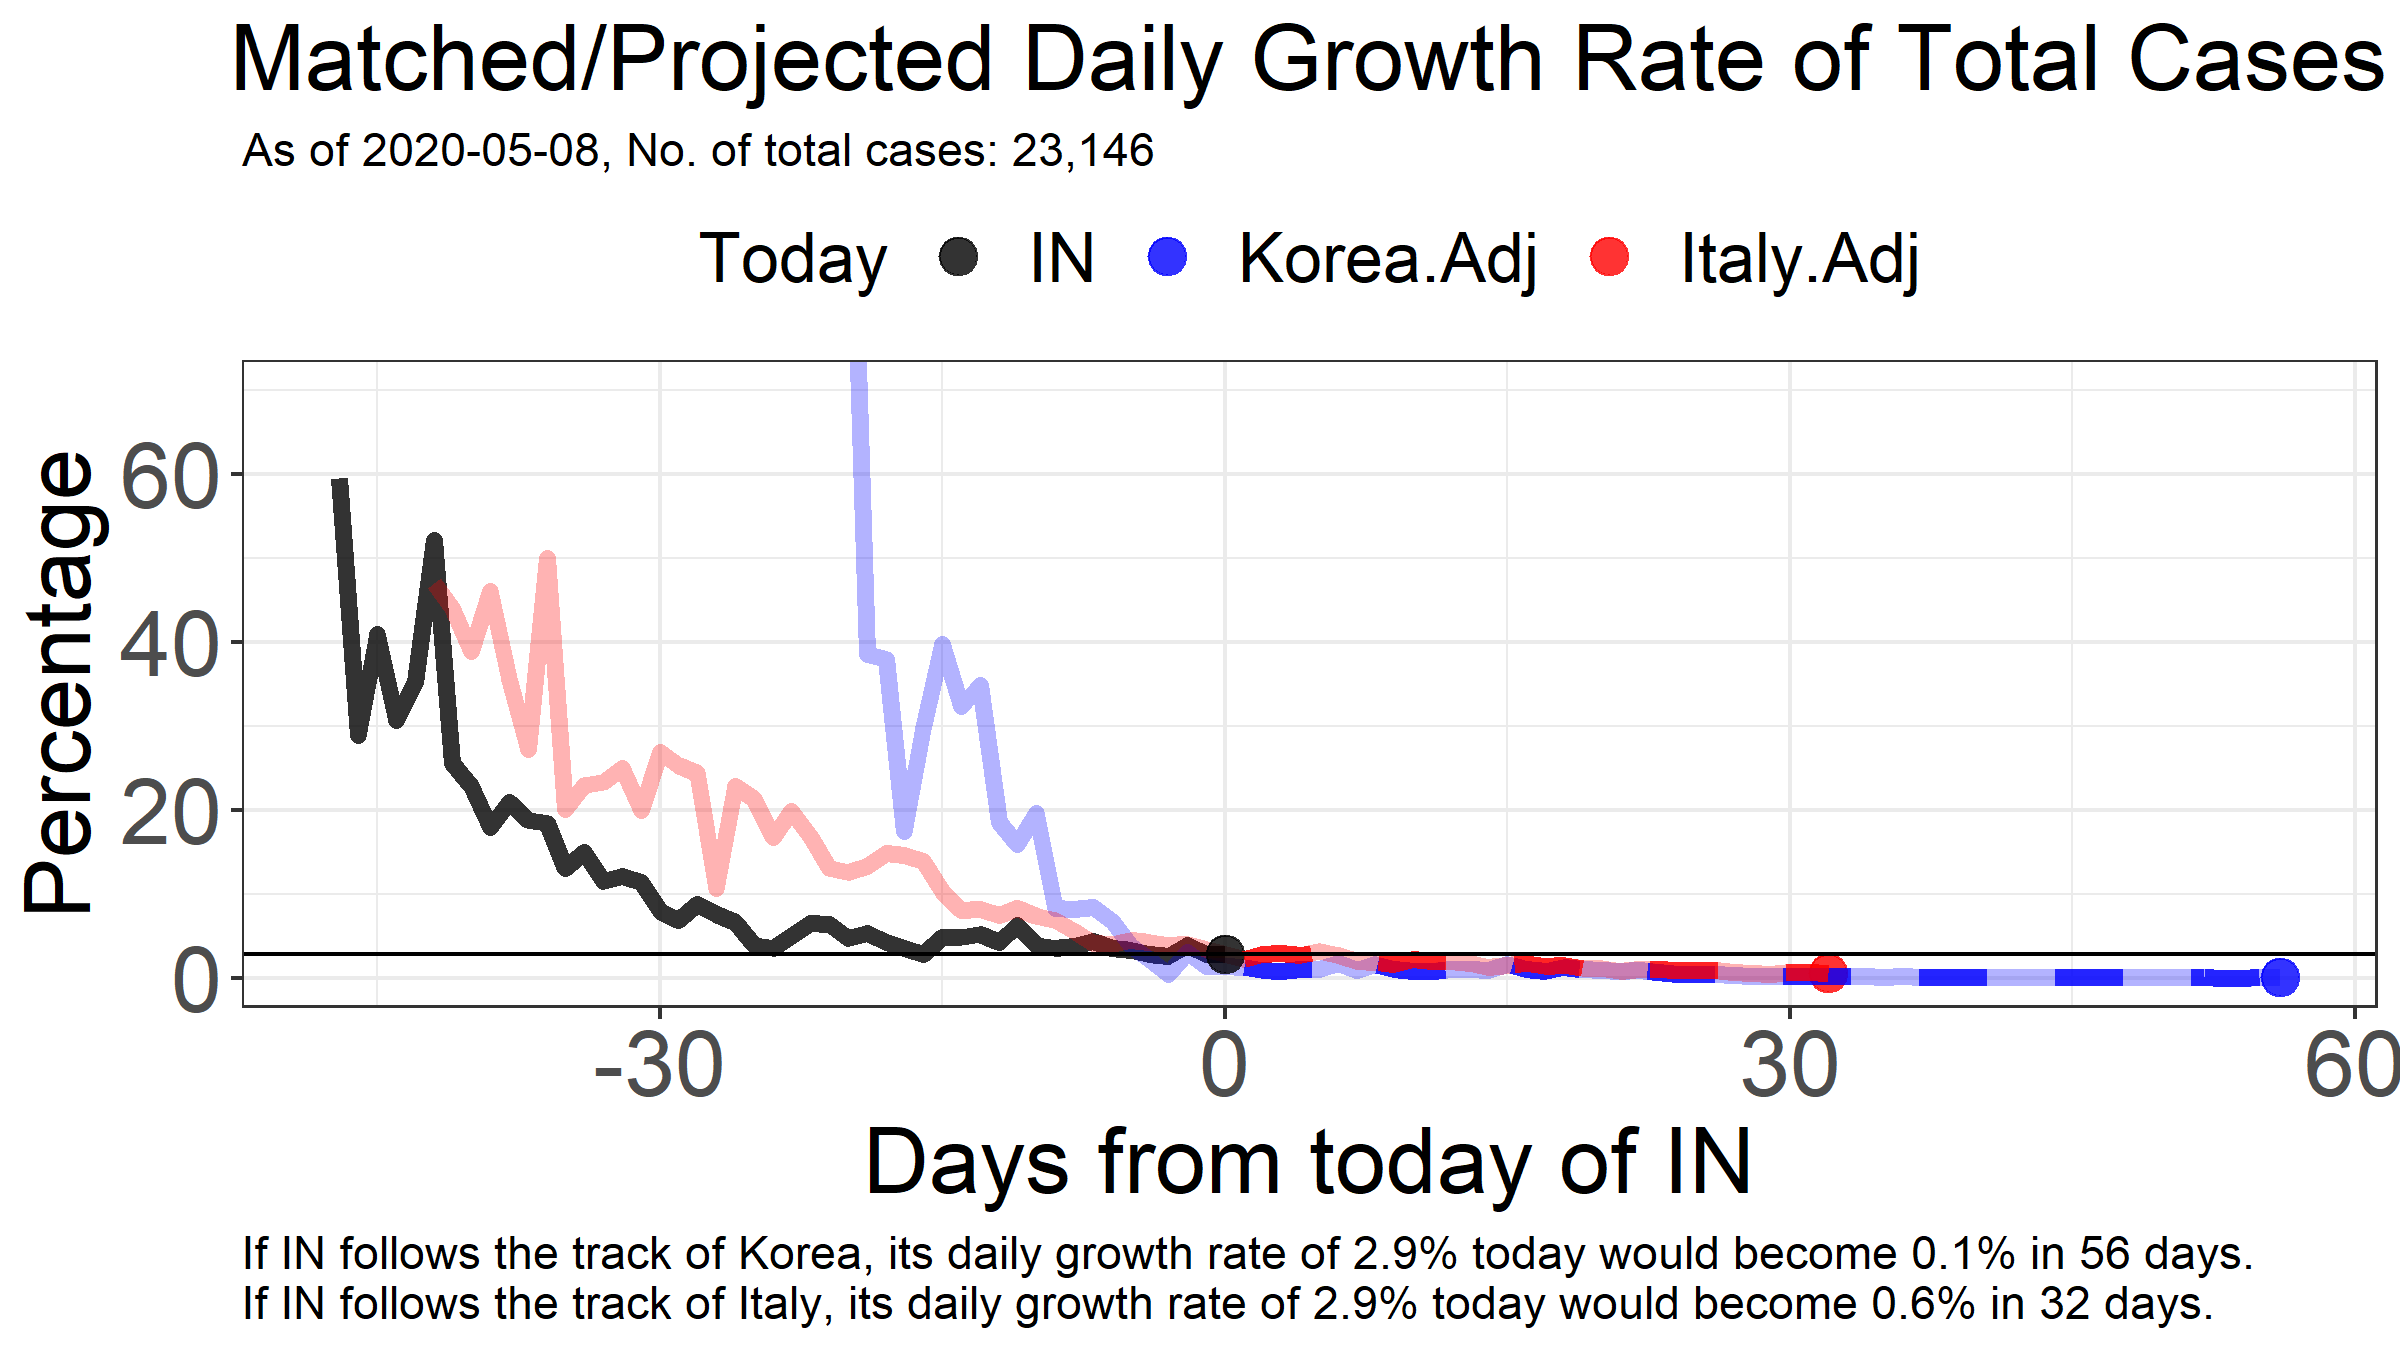 Matched/Projected Daily Growth Rate of Total Cases
As of 2020-05-08, No. of total cases: 23,146
Today IN Korea.Adj Italy.Adj
Percentage
60
40
20
0
-30 0 30 60
Days from today of IN
If IN follows the track of Korea, its daily growth rate of 2.9% today would become 0.1% in 56 days.
If IN follows the track of Italy, its daily growth rate of 2.9% today would become 0.6% in 32 days.